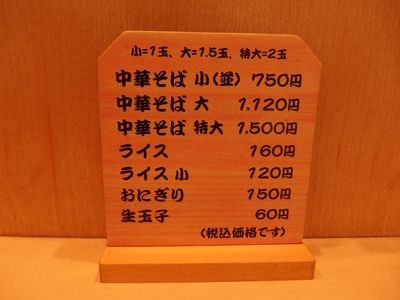 小=1玉、大=1.5玉、特大=2玉
中華そば 小(並) 750円
中華そば 大 1,120円
中華そば 特大 1,500円
ライス 160円
ライス 小 120円
おにぎり 150円
生玉子 60円
(税込価格です)